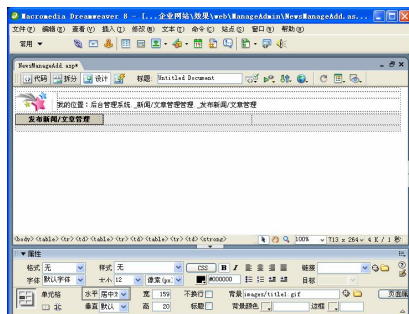 Macromedia Dreamweaver 8 - [...企业网站\效果\web\ManageAdmin\NewsManageAdd.as...
文件(F) 编辑(E) 查看(V) 插入(I) 修改(M) 文本(T) 命令(C) 站点(S) 窗口(W) 帮助(H)
常用
NewsManageAdd.asp*
代码 拆分 设计 标题: Untitled Document
我的位置：后台管理系统 _新闻/文章管理管理 _发布新闻/文章管理
发布新闻/文章管理
<body><table><tr><td><table><tr><td><table><tr><td><strong> 100% 713 x 264 4 K / 1 秒
属性
格式 无 样式 无 CSS B I 链接
字体 默认字体 大小 12 像素(px) #000000 目标
单元格 水平 居中对 宽 159 不换行 背景 images/title1.gif 页面属
垂直 默认 高 20 标题 背景颜色 边框